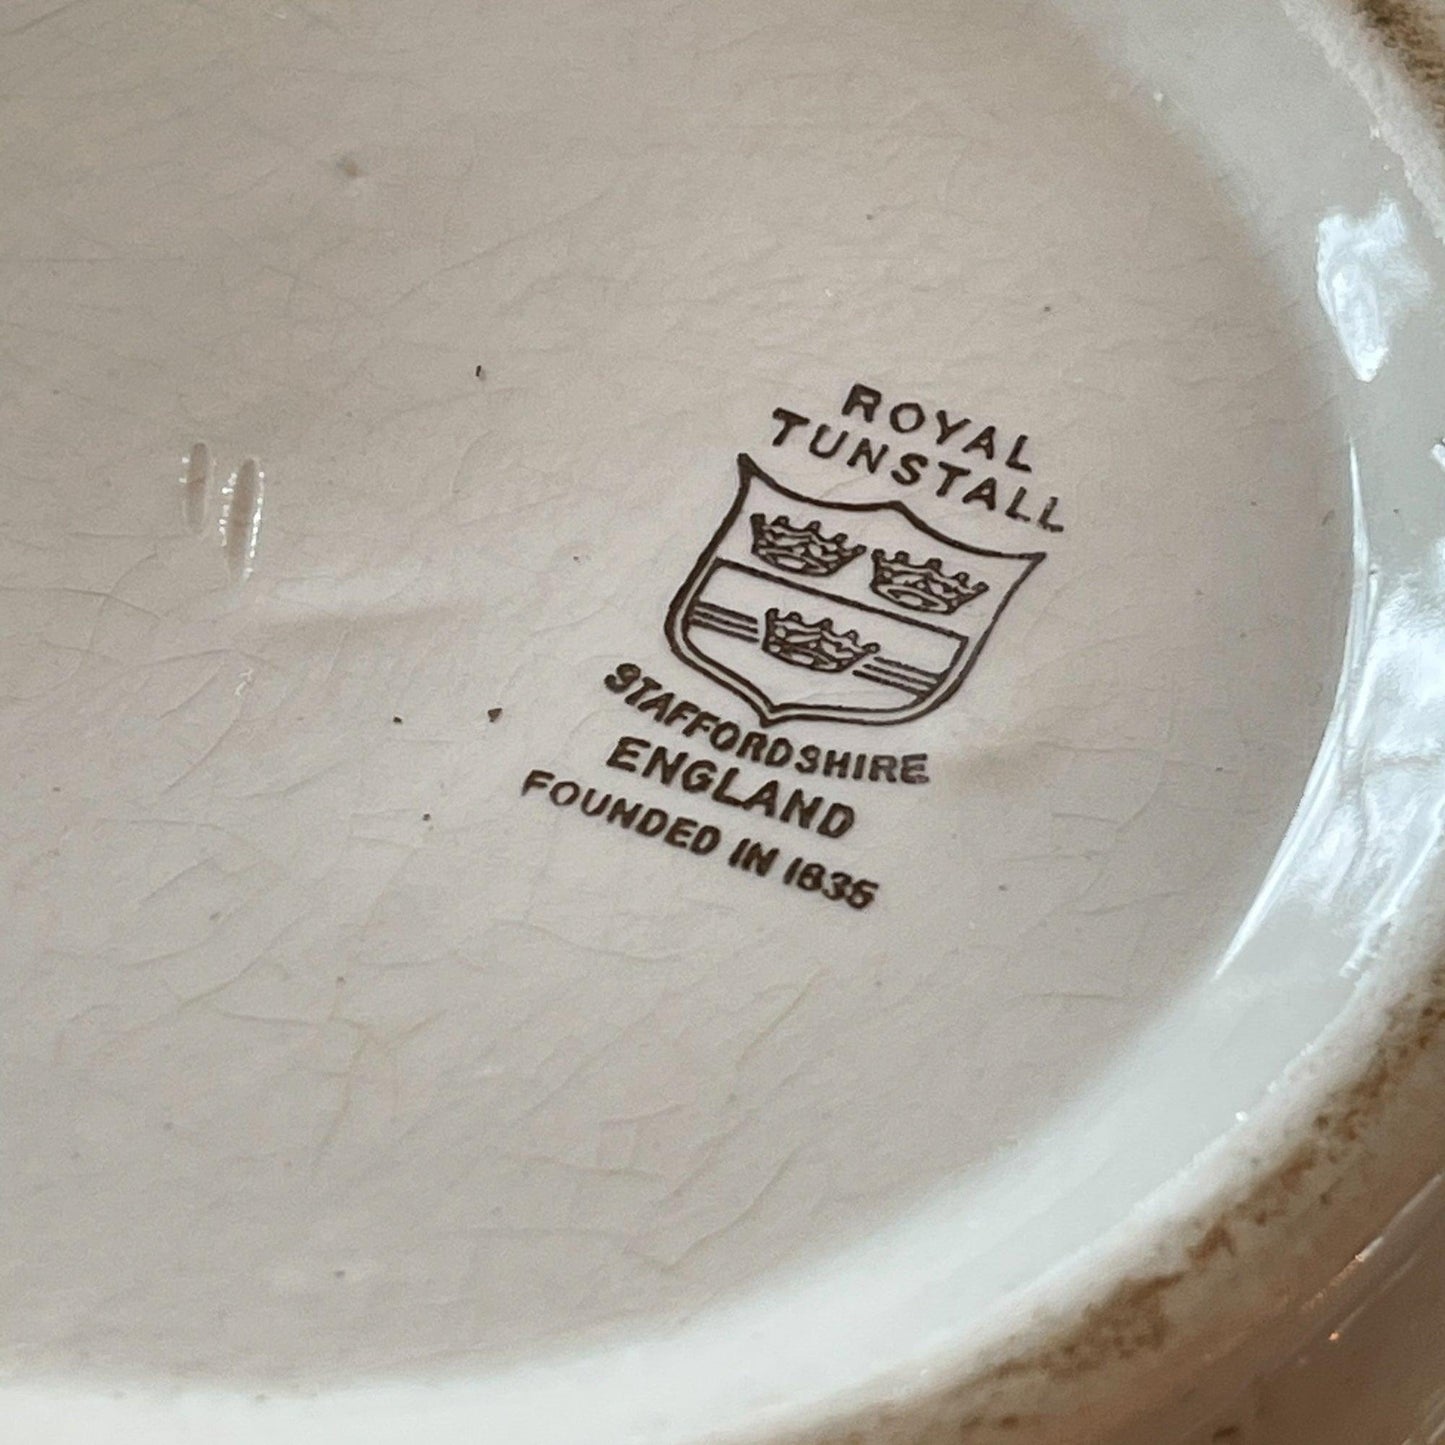 ROYAL
TUNSTALL
STAFFORDSHIRE
ENGLAND
FOUNDED IN 1835